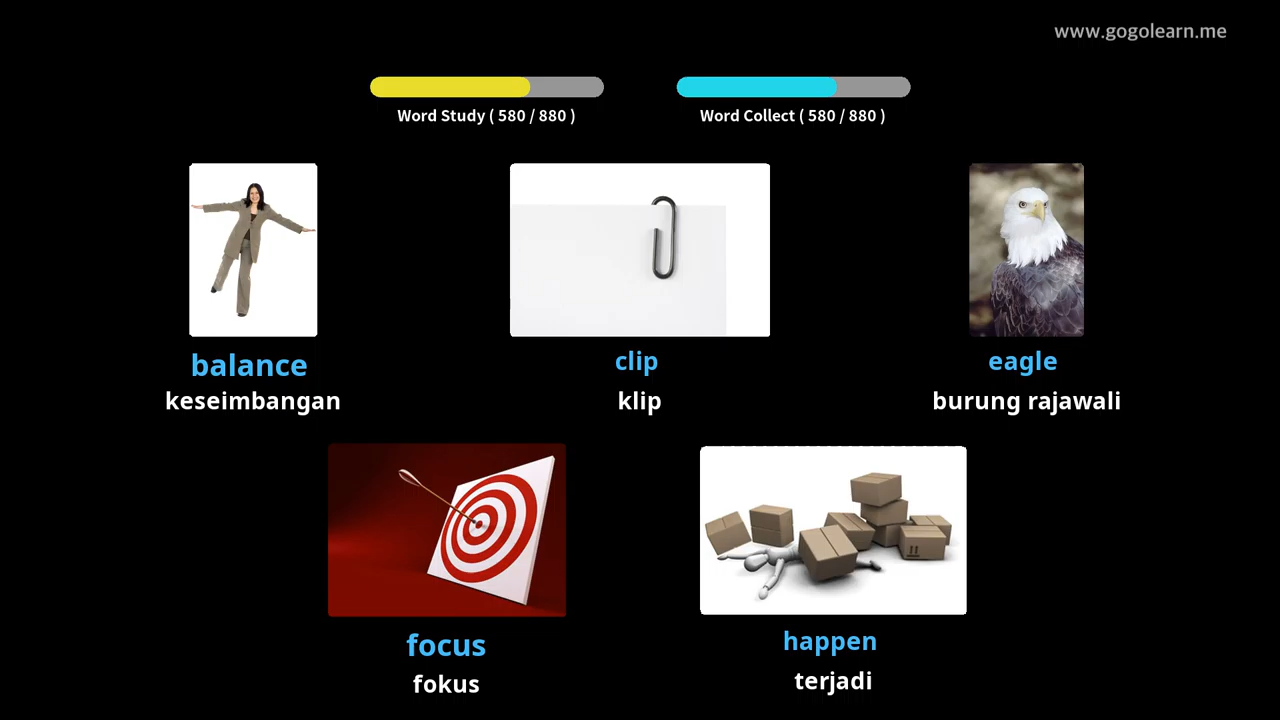 www.gogolearn.me
Word Study ( 580 / 880 )
Word Collect ( 580 / 880 )
balance
keseimbangan
clip
klip
eagle
burung rajawali
focus
fokus
happen
terjadi